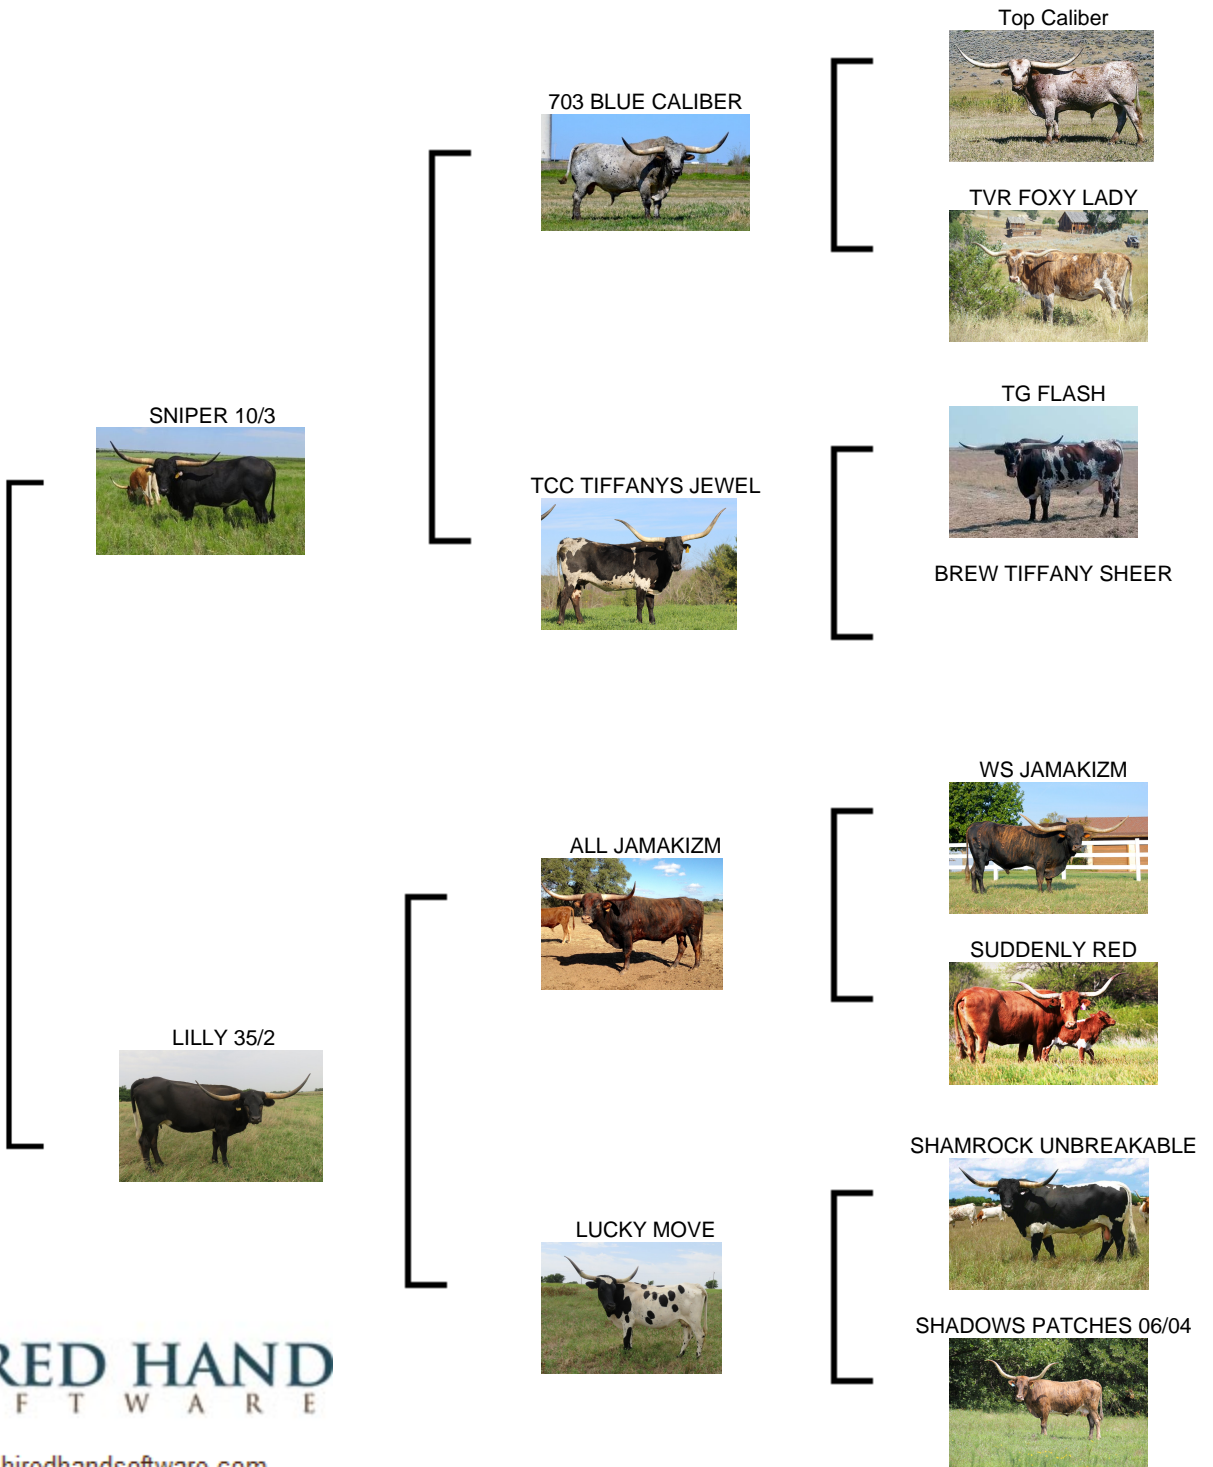 Top Caliber
703 BLUE CALIBER
TVR FOXY LADY
TG FLASH
SNIPER 10/3
TCC TIFFANYS JEWEL
BREW TIFFANY SHEER
WS JAMAKIZM
ALL JAMAKIZM
SUDDENLY RED
LILLY 35/2
SHAMROCK UNBREAKABLE
LUCKY MOVE
SHADOWS PATCHES 06/04
RED HAND
F T W A R E
hiredhandsoftware.com